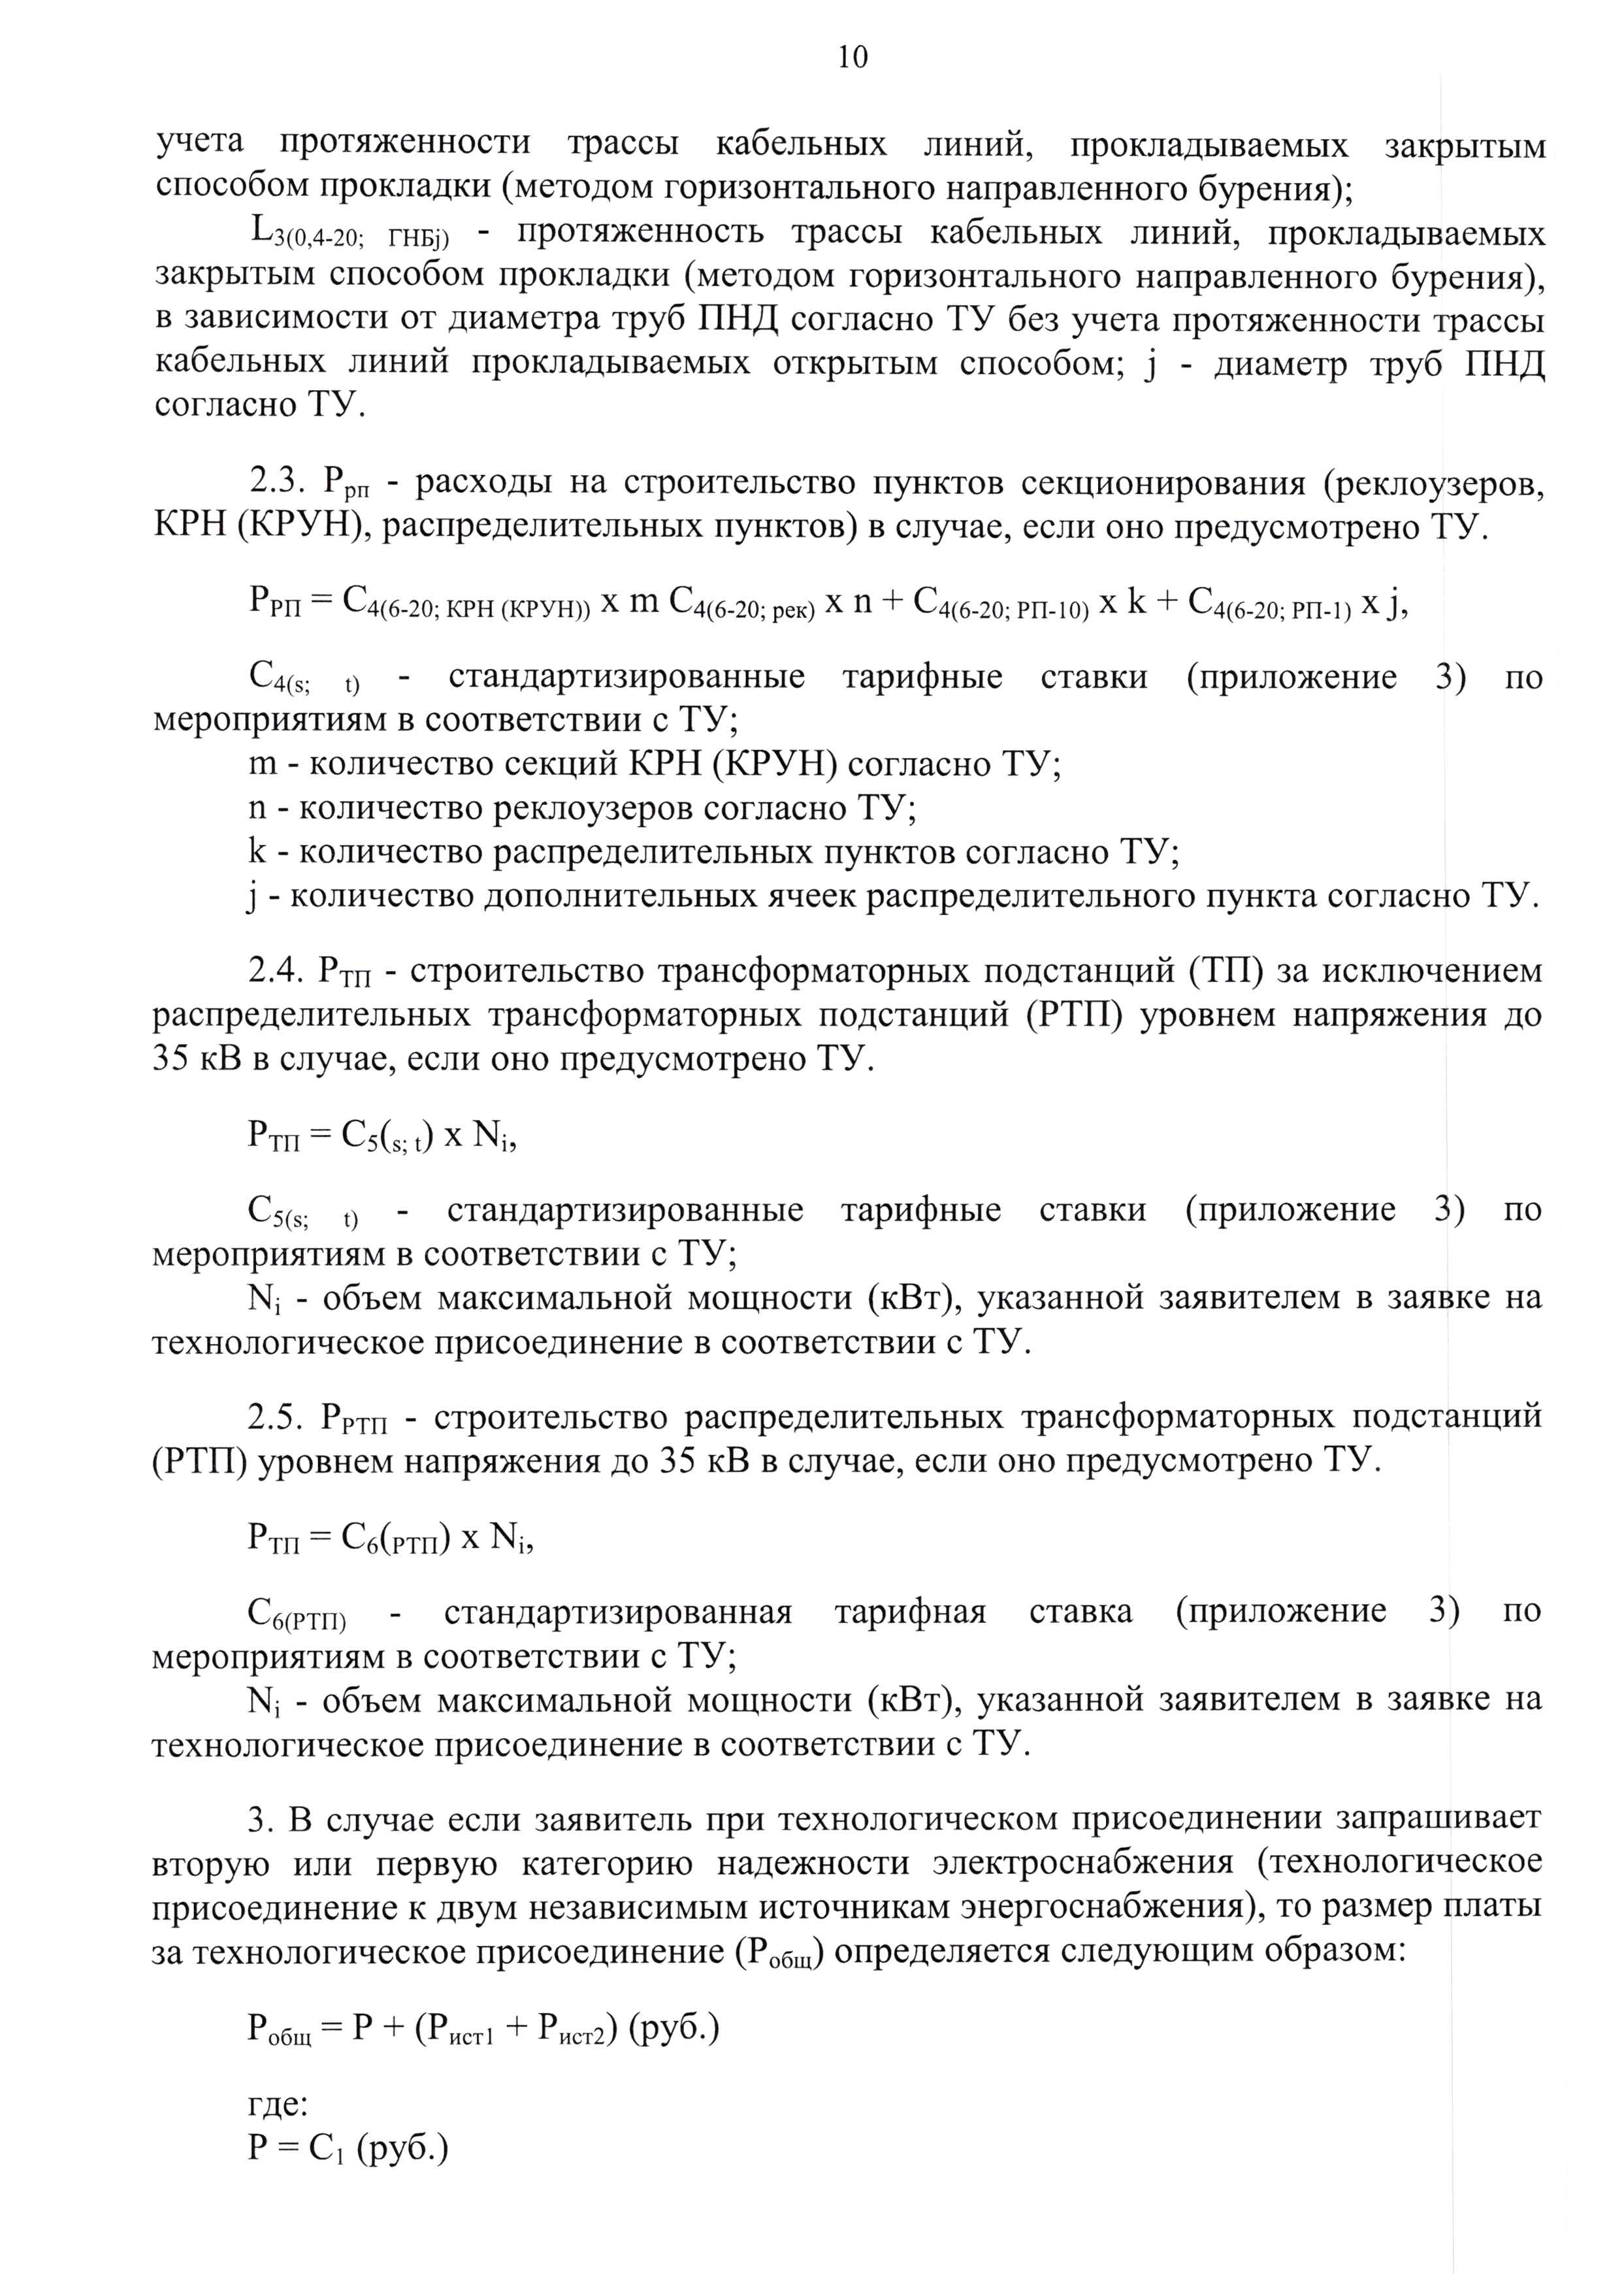 10
учета протяженности трассы кабельных линий, прокладываемых закрытым
способом прокладки (методом горизонтального направленного бурения);
L3(0,4-20; ГНБj) - протяженность трассы кабельных линий, прокладываемых
закрытым способом прокладки (методом горизонтального направленного бурения),
в зависимости от диаметра труб ПНД согласно ТУ без учета протяженности трассы
кабельных линий прокладываемых открытым способом; j - диаметр труб ПНД
согласно ТУ.
2.3. Ррп - расходы на строительство пунктов секционирования (реклоузеров,
КРН (КРУН), распределительных пунктов) в случае, если оно предусмотрено ТУ.
РРП = С4(6-20; КРН (КРУН)) x m С4(6-20; рек) x n + С4(6-20; РП-10) x k + С4(6-20; РП-1) x j,
С4(s; t) - стандартизированные тарифные ставки (приложение 3) по
мероприятиям в соответствии с ТУ;
m - количество секций КРН (КРУН) согласно ТУ;
n - количество реклоузеров согласно ТУ;
k - количество распределительных пунктов согласно ТУ;
j - количество дополнительных ячеек распределительного пункта согласно ТУ.
2.4. РТП - строительство трансформаторных подстанций (ТП) за исключением
распределительных трансформаторных подстанций (РТП) уровнем напряжения до
35 кВ в случае, если оно предусмотрено ТУ.
РТП = С5(s; t) x Ni,
С5(s; t) - стандартизированные тарифные ставки (приложение 3) по
мероприятиям в соответствии с ТУ;
Ni - объем максимальной мощности (кВт), указанной заявителем в заявке на
технологическое присоединение в соответствии с ТУ.
2.5. РРТП - строительство распределительных трансформаторных подстанций
(РТП) уровнем напряжения до 35 кВ в случае, если оно предусмотрено ТУ.
РТП = С6(РТП) x Ni,
С6(РТП) - стандартизированная тарифная ставка (приложение 3) по
мероприятиям в соответствии с ТУ;
Ni - объем максимальной мощности (кВт), указанной заявителем в заявке на
технологическое присоединение в соответствии с ТУ.
3. В случае если заявитель при технологическом присоединении запрашивает
вторую или первую категорию надежности электроснабжения (технологическое
присоединение к двум независимым источникам энергоснабжения), то размер платы
за технологическое присоединение (Робщ) определяется следующим образом:
Робщ = Р + (Рист1 + Рист2) (руб.)
где:
Р = С1 (руб.)